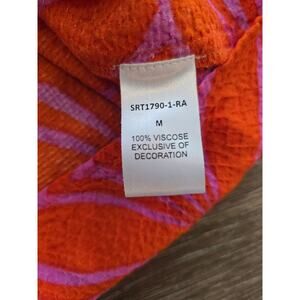 SRT1790-1-RA
M
100% VISCOSE
EXCLUSIVE OF
DECORATION